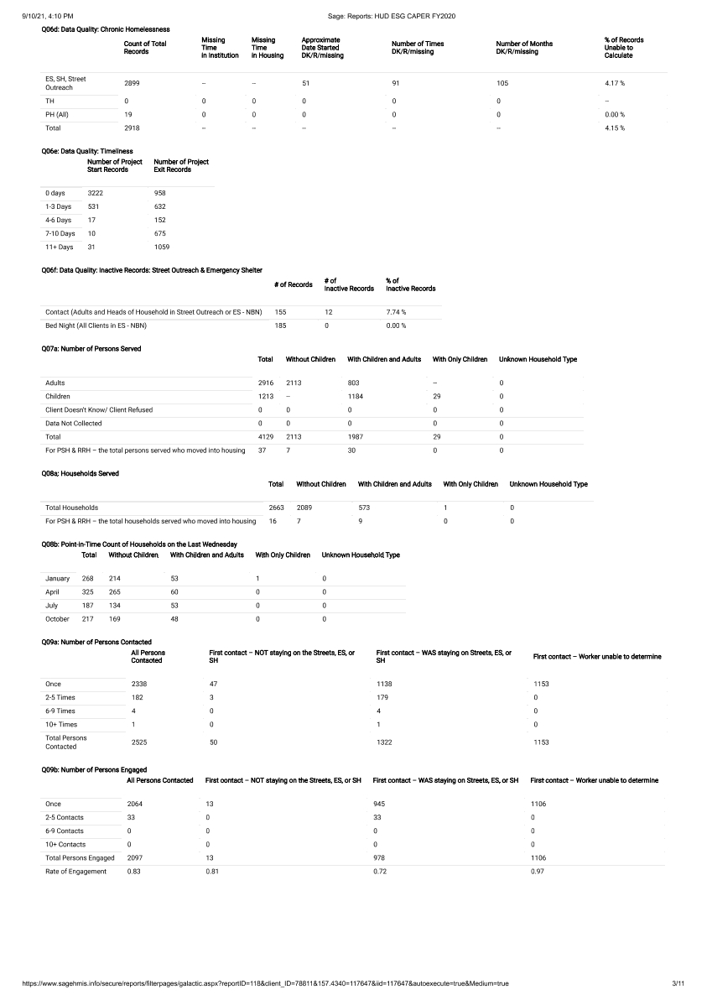 9/10/21, 4:10 PM Sage: Reports: HUD ESG CAPER FY2020
Q06d: Data Quality: Chronic Homelessness
Count of Total Records Missing Time in Institution Missing Time in Housing Approximate Date Started DK/R/missing Number of Times DK/R/missing Number of Months DK/R/missing % of Records Unable to Calculate
ES, SH, Street Outreach 2899 -- -- 51 91 105 4.17 %
TH 0 0 0 0 0 0 --
PH (All) 19 0 0 0 0 0 0.00 %
Total 2918 -- -- -- -- -- 4.15 %
Q06e: Data Quality: Timeliness
Number of Project Start Records Number of Project Exit Records
0 days 3222 958
1-3 Days 531 632
4-6 Days 17 152
7-10 Days 10 675
11+ Days 31 1059
Q06f: Data Quality: Inactive Records: Street Outreach & Emergency Shelter
# of Records # of Inactive Records % of Inactive Records
Contact (Adults and Heads of Household in Street Outreach or ES - NBN) 155 12 7.74 %
Bed Night (All Clients in ES - NBN) 185 0 0.00 %
Q07a: Number of Persons Served
Total Without Children With Children and Adults With Only Children Unknown Household Type
Adults 2916 2113 803 -- 0
Children 1213 -- 1184 29 0
Client Doesn't Know/ Client Refused 0 0 0 0 0
Data Not Collected 0 0 0 0 0
Total 4129 2113 1987 29 0
For PSH & RRH – the total persons served who moved into housing 37 7 30 0 0
Q08a: Households Served
Total Without Children With Children and Adults With Only Children Unknown Household Type
Total Households 2663 2089 573 1 0
For PSH & RRH – the total households served who moved into housing 16 7 9 0 0
Q08b: Point-in-Time Count of Households on the Last Wednesday
Total Without Children With Children and Adults With Only Children Unknown Household Type
January 268 214 53 1 0
April 325 265 60 0 0
July 187 134 53 0 0
October 217 169 48 0 0
Q09a: Number of Persons Contacted
All Persons Contacted First contact – NOT staying on the Streets, ES, or SH First contact – WAS staying on Streets, ES, or SH First contact – Worker unable to determine
Once 2338 47 1138 1153
2-5 Times 182 3 179 0
6-9 Times 4 0 4 0
10+ Times 1 0 1 0
Total Persons Contacted 2525 50 1322 1153
Q09b: Number of Persons Engaged
All Persons Contacted First contact – NOT staying on the Streets, ES, or SH First contact – WAS staying on Streets, ES, or SH First contact – Worker unable to determine
Once 2064 13 945 1106
2-5 Contacts 33 0 33 0
6-9 Contacts 0 0 0 0
10+ Contacts 0 0 0 0
Total Persons Engaged 2097 13 978 1106
Rate of Engagement 0.83 0.81 0.72 0.97
https://www.sagehmis.info/secure/reports/filterpages/galactic.aspx?reportID=118&client_ID=78811&157.4340=117647&iid=117647&autoexecute=true&Medium=true 3/11